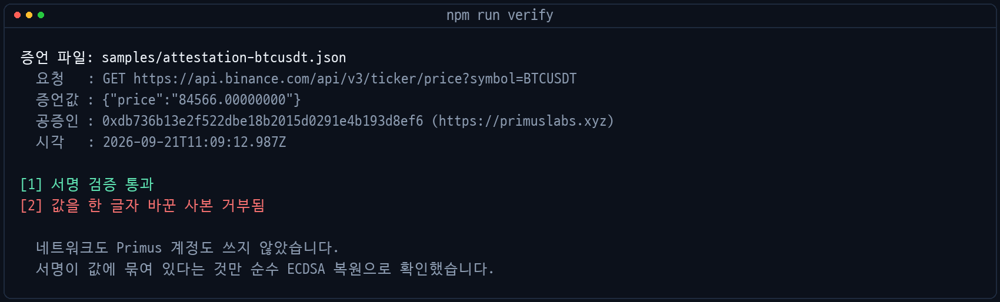 npm run verify
증언 파일: samples/attestation-btcusdt.json
요청 : GET https://api.binance.com/api/v3/ticker/price?symbol=BTCUSDT
증언값 : {"price":"84566.00000000"}
공증인 : 0xdb736b13e2f522dbe18b2015d0291e4b193d8ef6 (https://primuslabs.xyz)
시각 : 2026-09-21T11:09:12.987Z
[1] 서명 검증 통과
[2] 값을 한 글자 바꾼 사본 거부됨
네트워크도 Primus 계정도 쓰지 않았습니다.
서명이 값에 묶여 있다는 것만 순수 ECDSA 복원으로 확인했습니다.